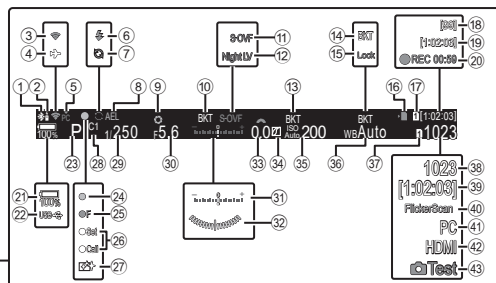 ③ ⑥ S-OVF ⑪ ⑭ BKT [99] ⑱
④ ⑦ Night LV ⑫ ⑮ Lock [1:02:03] ⑲
REC 00:59 ⑳
① ② ⑤ ⑧ ⑨ ⑩ ⑬ ⑯ ⑰
PC AEL BKT S-OVF BKT BKT 1 [1:02:03]
100% P C1 1/250 F5.6 0.0 ISO Auto 200 WB Auto 1023
㉓ ㉘ ㉙ ㉚ ㉝ ㉞ ㉟ ㊱ ㊲
㉑ 100% ㉔ ㉛ 1023 ㊳
㉒ USB F ㉕ ㉜ [1:02:03] ㊴
Set ㉖ FlickerScan ㊵
Call PC ㊶
㉗ HDMI ㊷
Test ㊸